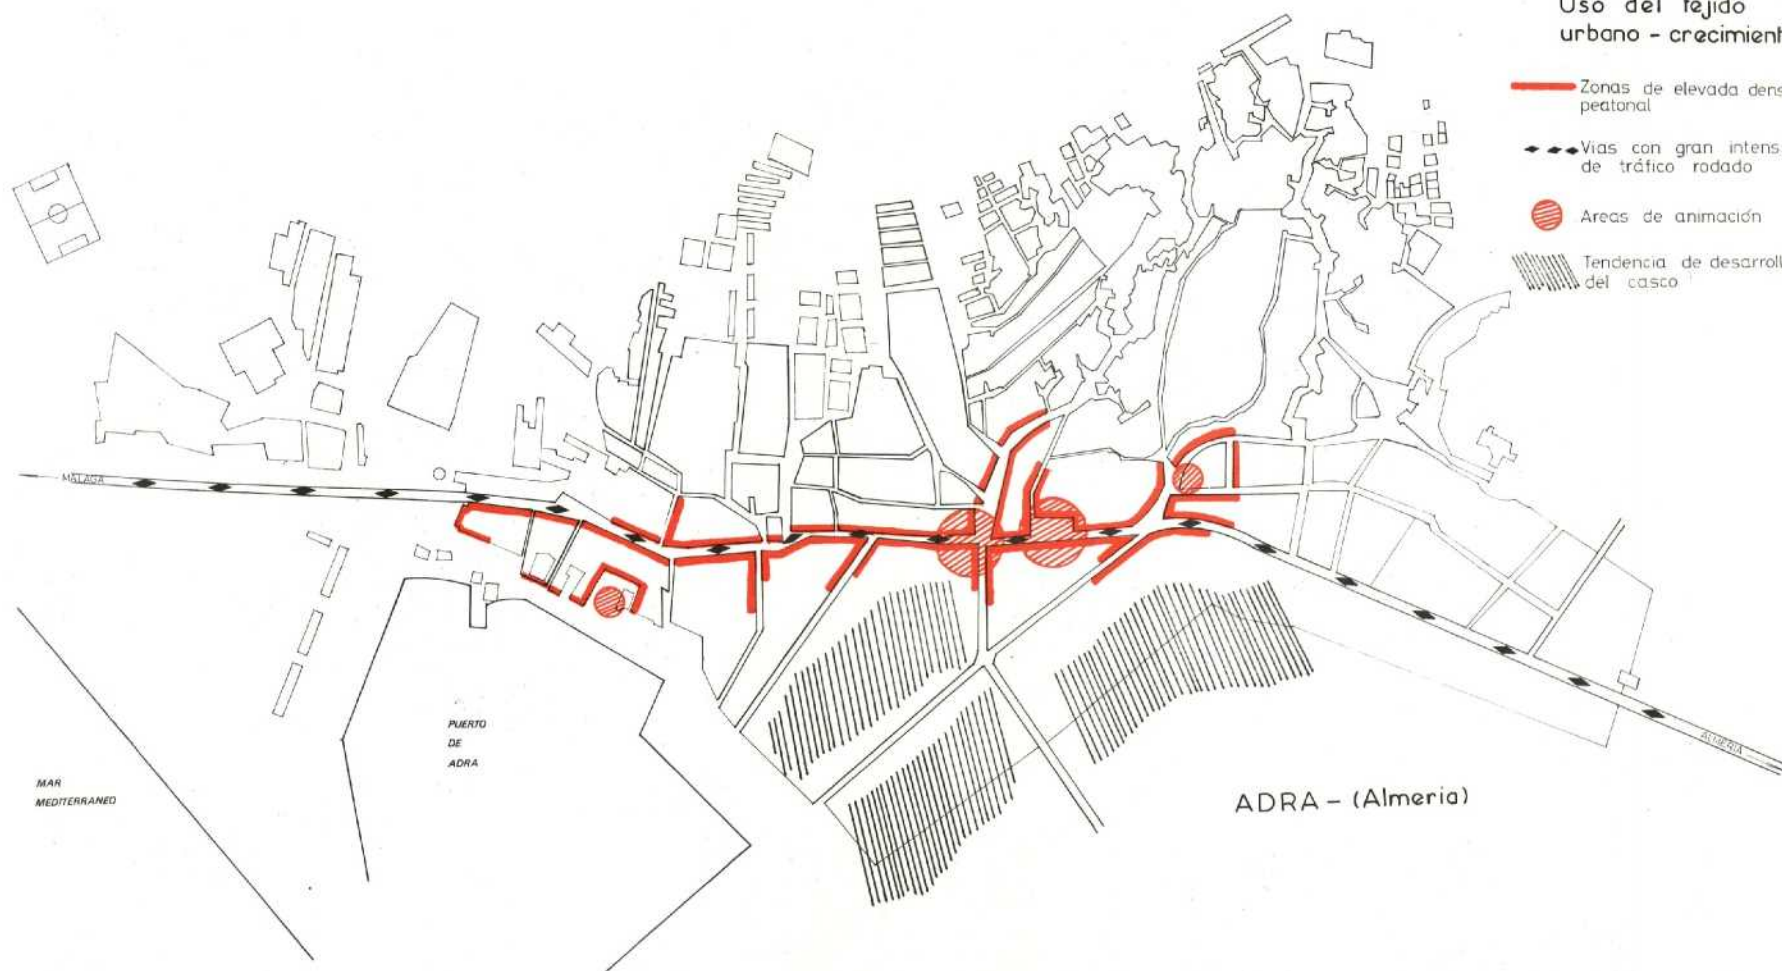 Uso del tejido
urbano - crecimient
Zonas de elevada dens
peatonal
Vias con gran intens
de tráfico rodado
Areas de animación
Tendencia de desarroll
del casco
MALAGA
ALMERIA
PUERTO
DE
ADRA
MAR
MEDITERRANEO
ADRA - (Almeria)